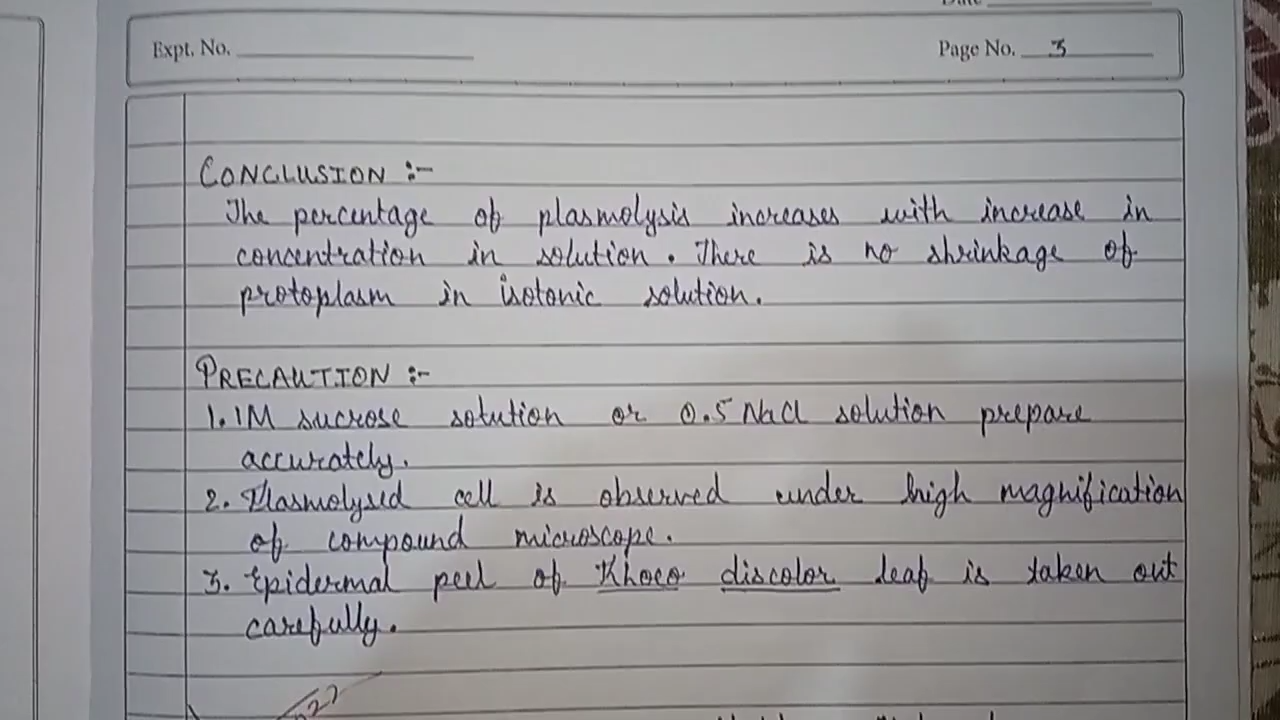 Expt. No.
Page No. 3
CONCLUSION :-
The percentage of plasmolysis increases with increase in
concentration in solution. There is no shrinkage of
protoplasm in isotonic solution.
PRECAUTION :-
1. 1M sucrose solution or 0.5 NaCl solution prepare
accurately.
2. Plasmolysed cell is observed under high magnification
of compound microscope.
3. Epidermal peel of Rhoeo discolor leaf is taken out
carefully.